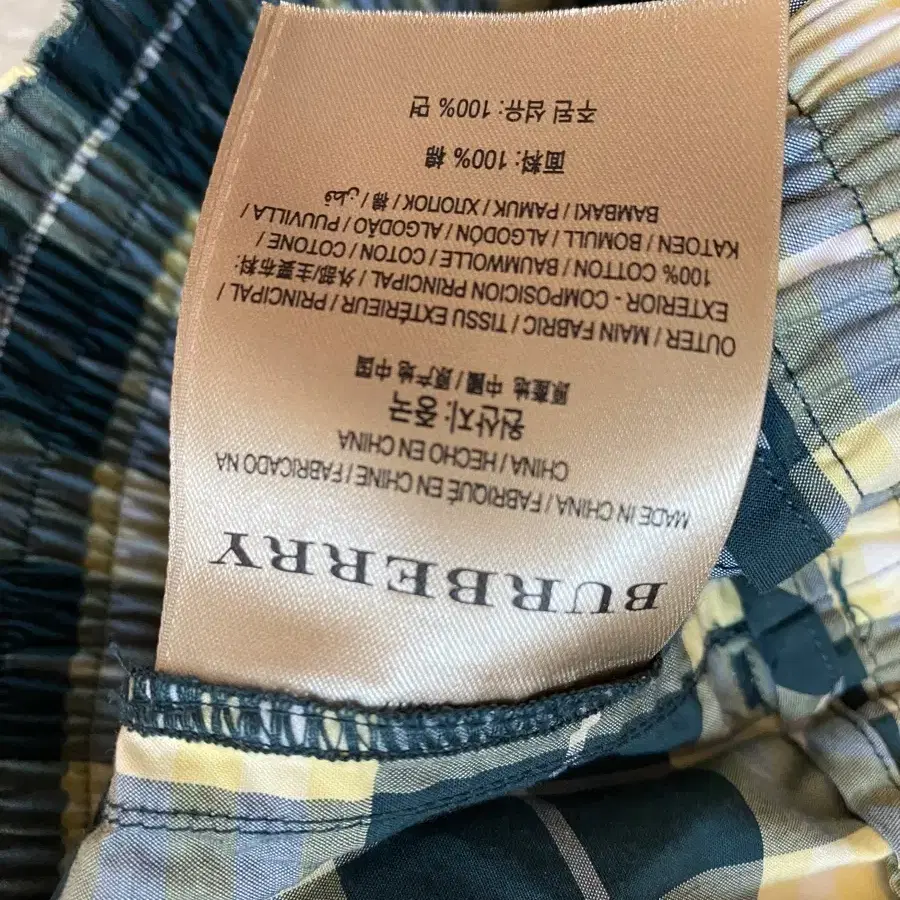 BURBERRY
MADE IN CHINA / FABRIQUÉ EN CHINE / FABRICADO NA
CHINA / HECHO EN CHINA
원산지: 중국
原産地 中國 / 原产地 中国
OUTER / MAIN FABRIC / TISSU EXTÉRIEUR / PRINCIPAL
EXTERIOR - COMPOSICION PRINCIPAL / 外部/主要布料:
100% COTTON / BAUMWOLLE / COTON / COTONE /
KATOEN / BOMULL / ALGODÓN / ALGODÃO / PUUVILLA /
BAMBAKI / PAMUK / ХЛОПОК / 棉 / قطن
面料: 100% 棉
주된 섬유: 100% 면